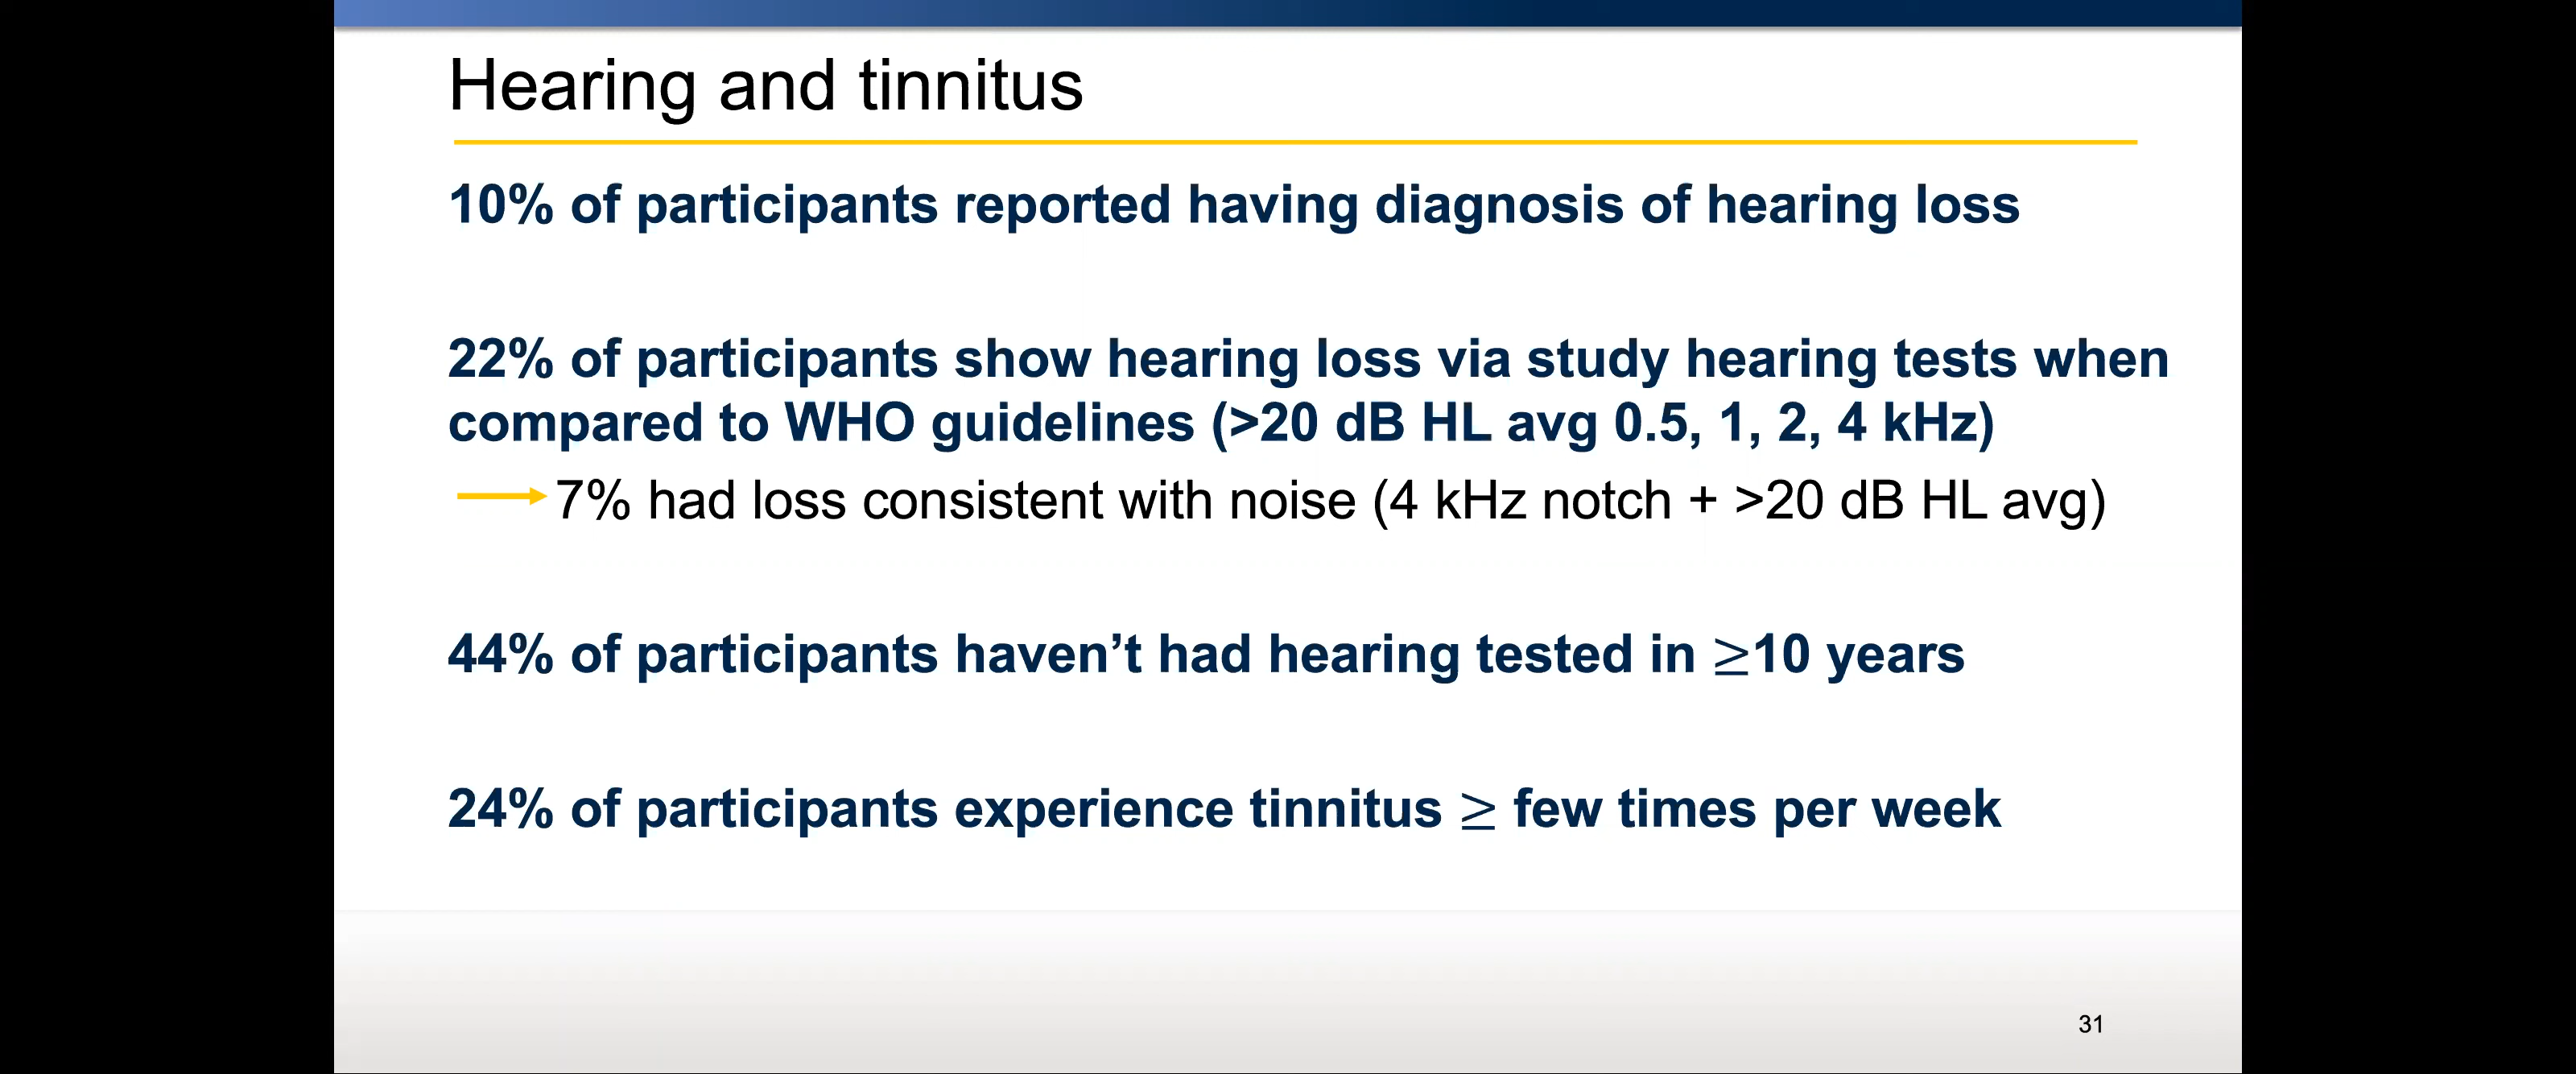 Hearing and tinnitus
10% of participants reported having diagnosis of hearing loss
22% of participants show hearing loss via study hearing tests when
compared to WHO guidelines (>20 dB HL avg 0.5, 1, 2, 4 kHz)
7% had loss consistent with noise (4 kHz notch + >20 dB HL avg)
44% of participants haven’t had hearing tested in ≥10 years
24% of participants experience tinnitus ≥ few times per week
31